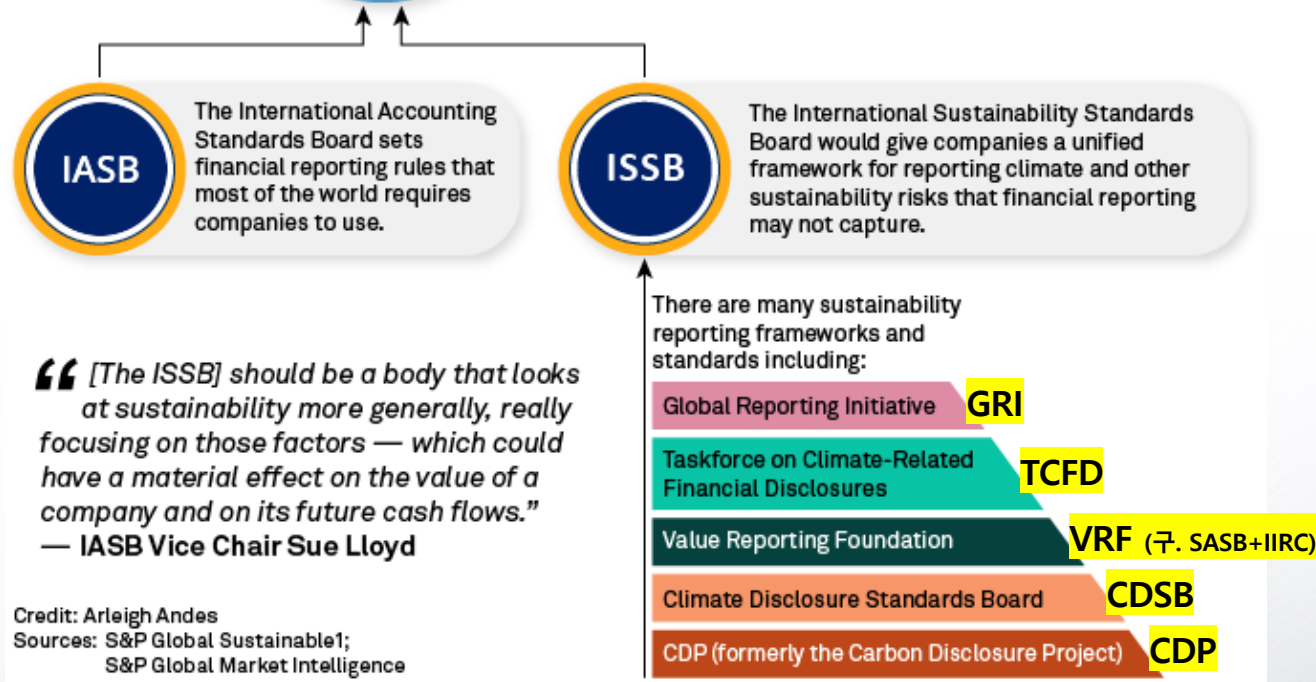 IASB
The International Accounting
Standards Board sets
financial reporting rules that
most of the world requires
companies to use.
ISSB
The International Sustainability Standards
Board would give companies a unified
framework for reporting climate and other
sustainability risks that financial reporting
may not capture.
There are many sustainability
reporting frameworks and
standards including:
Global Reporting Initiative GRI
Taskforce on Climate-Related
Financial Disclosures
TCFD
Value Reporting Foundation VRF (구. SASB+IIRC)
Climate Disclosure Standards Board CDSB
CDP (formerly the Carbon Disclosure Project) CDP
“ [The ISSB] should be a body that looks
at sustainability more generally, really
focusing on those factors — which could
have a material effect on the value of a
company and on its future cash flows.”
— IASB Vice Chair Sue Lloyd
Credit: Arleigh Andes
Sources: S&P Global Sustainable1;
S&P Global Market Intelligence